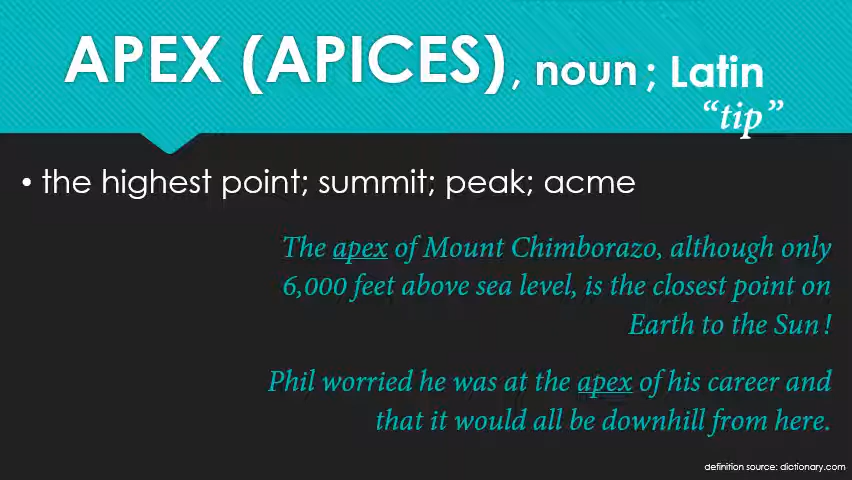 APEX (APICES), noun; Latin
“tip”
• the highest point; summit; peak; acme
The apex of Mount Chimborazo, although only
6,000 feet above sea level, is the closest point on
Earth to the Sun!
Phil worried he was at the apex of his career and
that it would all be downhill from here.
definition source: dictionary.com